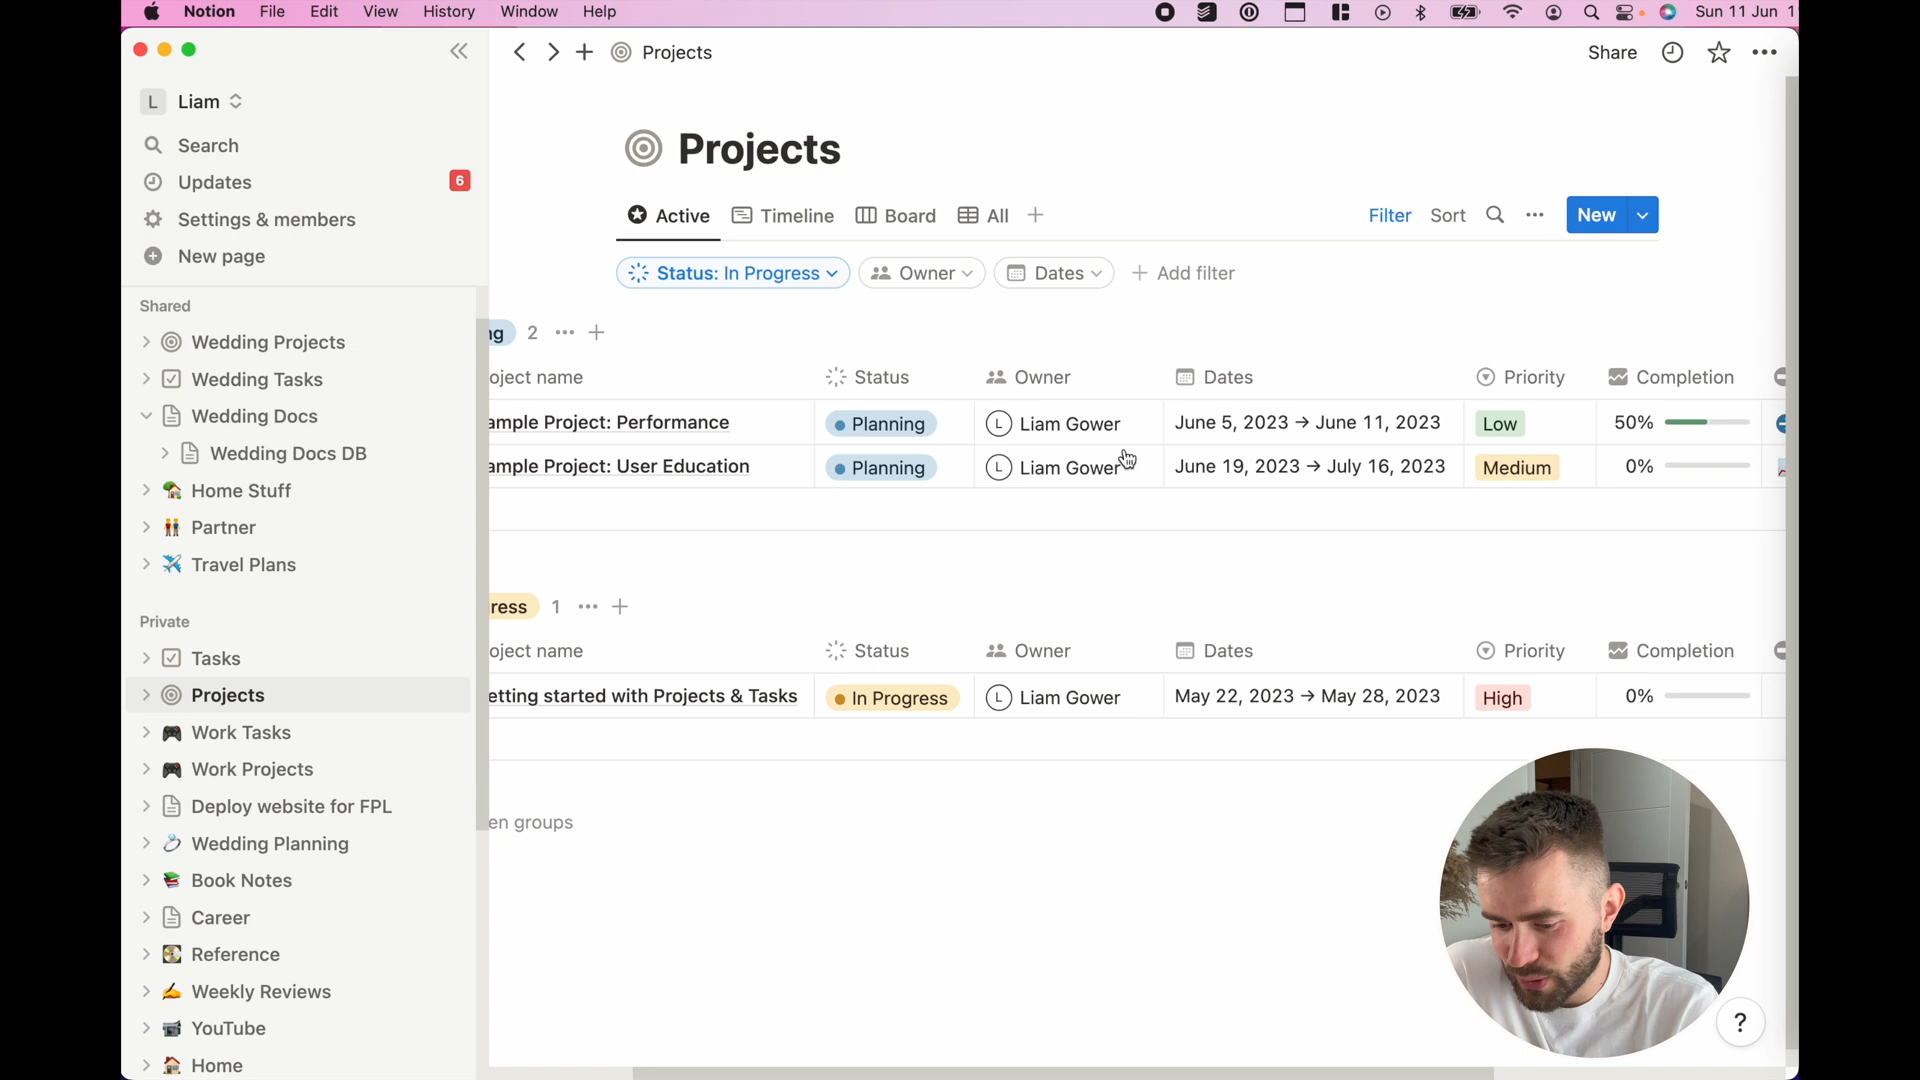 Notion File Edit View History Window Help Sun 11 Jun
Projects Share
L Liam
Search
Updates 6
Settings & members
New page
Shared
Wedding Projects
Wedding Tasks
Wedding Docs
Wedding Docs DB
Home Stuff
Partner
Travel Plans
Private
Tasks
Projects
Work Tasks
Work Projects
Deploy website for FPL
Wedding Planning
Book Notes
Career
Reference
Weekly Reviews
YouTube
Home
Projects
Active Timeline Board All Filter Sort New
Status: In Progress Owner Dates Add filter
ng 2
oject name Status Owner Dates Priority Completion
ample Project: Performance Planning L Liam Gower June 5, 2023 → June 11, 2023 Low 50%
ample Project: User Education Planning L Liam Gower June 19, 2023 → July 16, 2023 Medium 0%
ress 1
oject name Status Owner Dates Priority Completion
etting started with Projects & Tasks In Progress L Liam Gower May 22, 2023 → May 28, 2023 High 0%
en groups
?